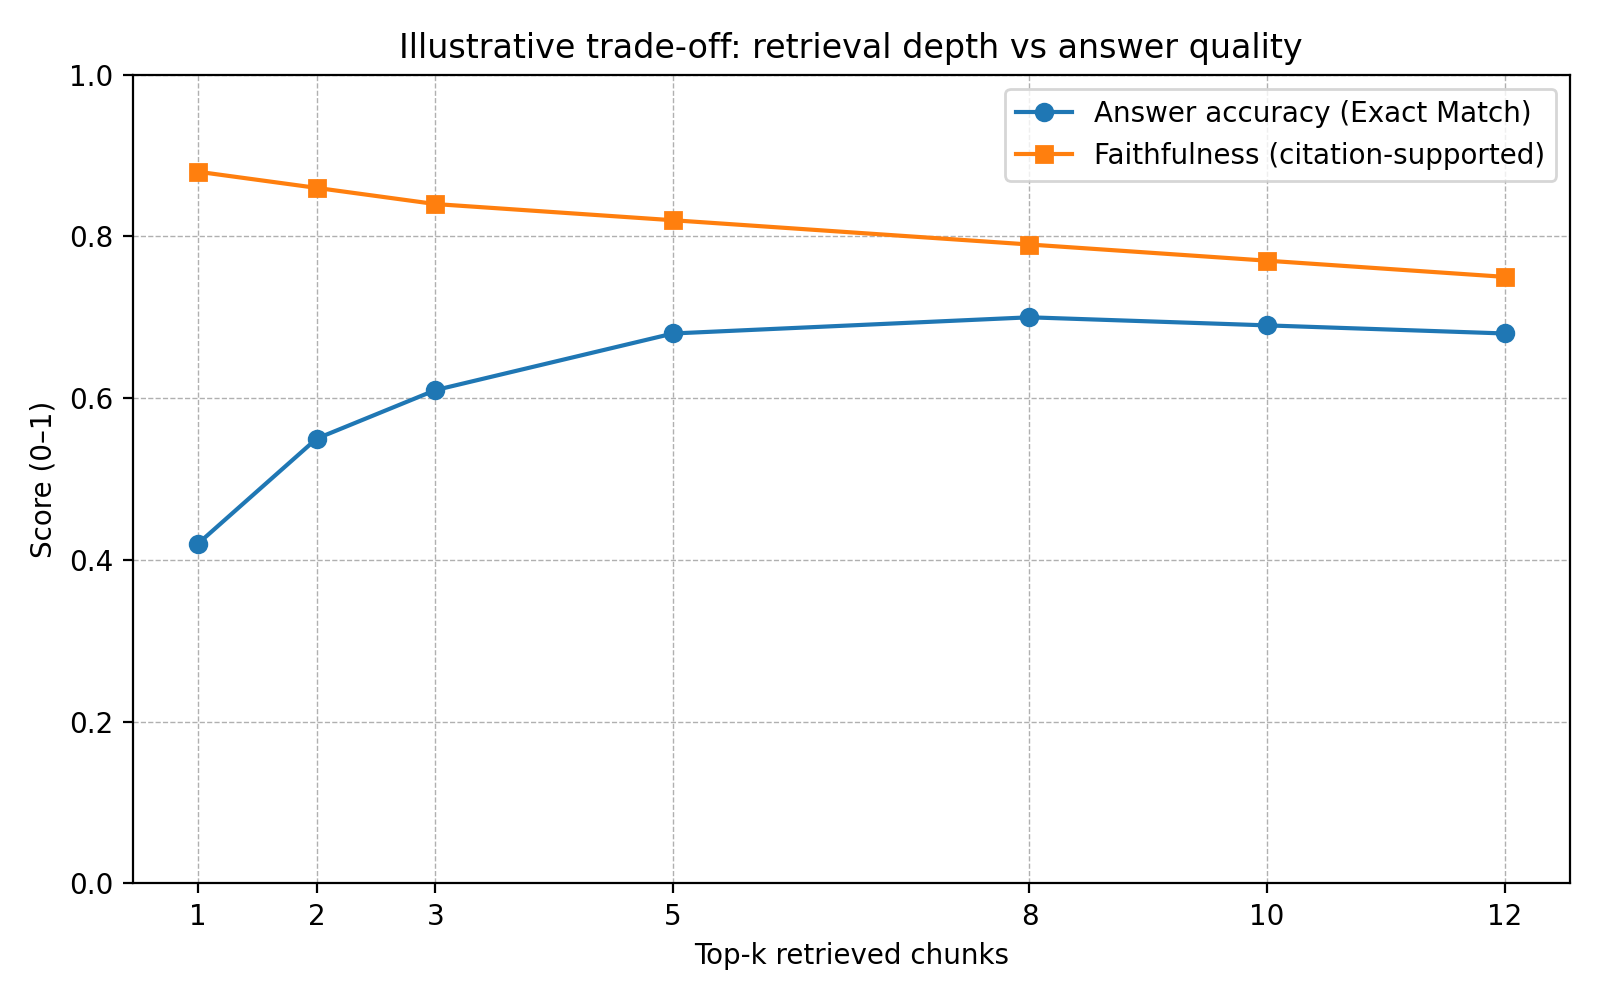 Illustrative trade-off: retrieval depth vs answer quality
Answer accuracy (Exact Match)
Faithfulness (citation-supported)
Score (0–1)
1.0
0.8
0.6
0.4
0.2
0.0
1 2 3 5 8 10 12
Top-k retrieved chunks